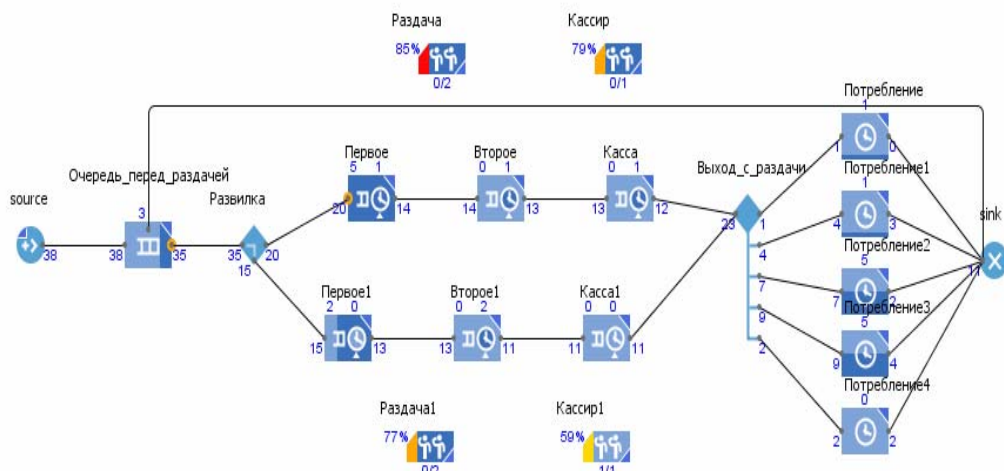 Раздача
Кассир
85%
79%
0/2
0/1
Потребление
1
1
0
Первое
Второе
Касса
5 1
0 1
0 1
Выход_с_раздачи
Очередь_перед_раздачей
Развилка
Потребление1
source
3
20
14
14
13
13
12
1
4
3
sink
23
1
38
38
35
35
20
15
4
Потребление2
5
7
7
2
11
Первое1
Второе1
Касса1
2 0
0 2
0 0
Потребление3
5
9
15
13
13
11
11
11
9
4
2
Потребление4
0
2
2
Раздача1
Кассир1
77%
59%
0/2
1/1